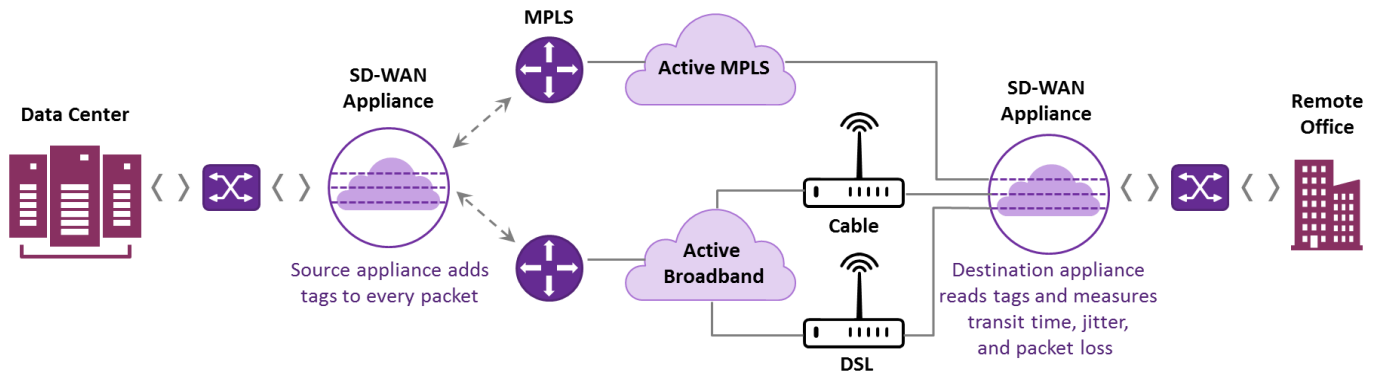 Data Center
SD-WAN
Appliance
Source appliance adds
tags to every packet
MPLS
Active MPLS
Active
Broadband
Cable
DSL
SD-WAN
Appliance
Destination appliance
reads tags and measures
transit time, jitter,
and packet loss
Remote
Office